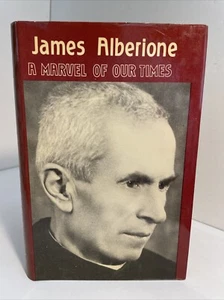 James Alberione
A MARVEL OF OUR TIMES